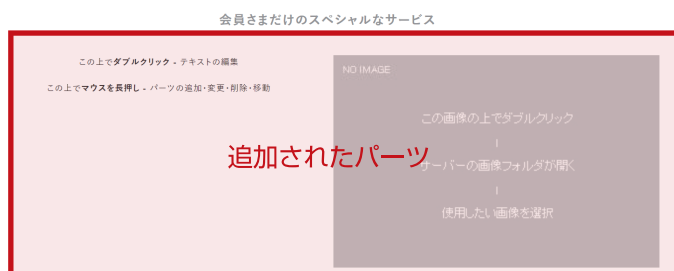 会員さまだけのスペシャルなサービス
この上でダブルクリック - テキストの編集
この上でマウスを長押し - パーツの追加・変更・削除・移動
NO IMAGE
この画像の上でダブルクリック
|
サーバーの画像フォルダが開く
|
使用したい画像を選択
追加されたパーツ